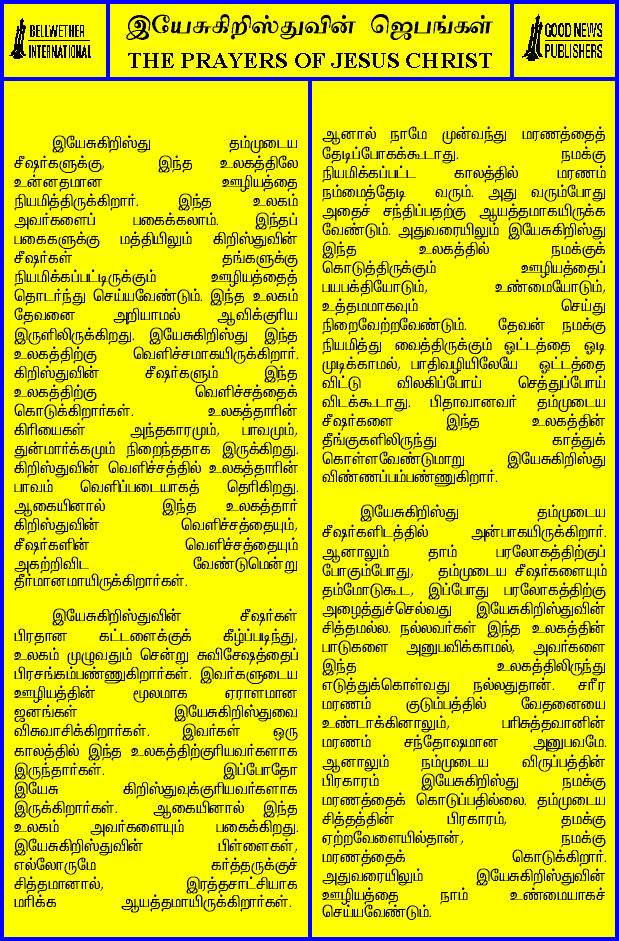 BELLWETHER
INTERNATIONAL
இயேசுகிறிஸ்துவின் ஜெபங்கள்
THE PRAYERS OF JESUS CHRIST
GOOD NEWS
PUBLISHERS
இயேசுகிறிஸ்து தம்முடைய
சீஷர்களுக்கு, இந்த உலகத்திலே
உன்னதமான ஊழியத்தை
நியமித்திருக்கிறார். இந்த உலகம்
அவர்களைப் பகைக்கலாம். இந்தப்
பகைகளுக்கு மத்தியிலும் கிறிஸ்துவின்
சீஷர்கள் தங்களுக்கு
நியமிக்கப்பட்டிருக்கும் ஊழியத்தைத்
தொடர்ந்து செய்யவேண்டும். இந்த உலகம்
தேவனை அறியாமல் ஆவிக்குரிய
இருளிலிருக்கிறது. இயேசுகிறிஸ்து இந்த
உலகத்திற்கு வெளிச்சமாகயிருக்கிறார்.
கிறிஸ்துவின் சீஷர்களும் இந்த
உலகத்திற்கு வெளிச்சத்தைக்
கொடுக்கிறார்கள். உலகத்தாரின்
கிரியைகள் அந்தகாரமும், பாவமும்,
துன்மார்க்கமும் நிறைந்ததாக இருக்கிறது.
கிறிஸ்துவின் வெளிச்சத்தில் உலகத்தாரின்
பாவம் வெளிப்படையாகத் தெரிகிறது.
ஆகையினால் இந்த உலகத்தார்
கிறிஸ்துவின் வெளிச்சத்தையும்,
சீஷர்களின் வெளிச்சத்தையும்
அகற்றிவிட வேண்டுமென்று
தீர்மானமாயிருக்கிறார்கள்.
இயேசுகிறிஸ்துவின் சீஷர்கள்
பிரதான கட்டளைக்குக் கீழ்ப்படிந்து,
உலகம் முழுவதும் சென்று சுவிசேஷத்தைப்
பிரசங்கம்பண்ணுகிறார்கள். இவர்களுடைய
ஊழியத்தின் மூலமாக ஏராளமான
ஜனங்கள் இயேசுகிறிஸ்துவை
விசுவாசிக்கிறார்கள். இவர்கள் ஒரு
காலத்தில் இந்த உலகத்திற்குரியவர்களாக
இருந்தார்கள். இப்போதோ
இயேசு கிறிஸ்துவுக்குரியவர்களாக
இருக்கிறார்கள். ஆகையினால் இந்த
உலகம் அவர்களையும் பகைக்கிறது.
இயேசுகிறிஸ்துவின் பிள்ளைகள்,
எல்லோருமே கர்த்தருக்குச்
சித்தமானால், இரத்தசாட்சியாக
மரிக்க ஆயத்தமாயிருக்கிறார்கள்.
ஆனால் நாமே முன்வந்து மரணத்தைத்
தேடிப்போகக்கூடாது. நமக்கு
நியமிக்கப்பட்ட காலத்தில் மரணம்
நம்மைத்தேடி வரும். அது வரும்போது
அதைச் சந்திப்பதற்கு ஆயத்தமாகயிருக்க
வேண்டும். அதுவரையிலும் இயேசுகிறிஸ்து
இந்த உலகத்தில் நமக்குக்
கொடுத்திருக்கும் ஊழியத்தைப்
பயபக்தியோடும், உண்மையோடும்,
உத்தமமாகவும் செய்து
நிறைவேற்றவேண்டும். தேவன் நமக்கு
நியமித்து வைத்திருக்கும் ஓட்டத்தை ஓடி
முடிக்காமல், பாதிவழியிலேயே ஓட்டத்தை
விட்டு விலகிப்போய் செத்துப்போய்
விடக்கூடாது. பிதாவானவர் தம்முடைய
சீஷர்களை இந்த உலகத்தின்
தீங்குகளிலிருந்து காத்துக்
கொள்ளவேண்டுமாறு இயேசுகிறிஸ்து
விண்ணப்பம்பண்ணுகிறார்.
இயேசுகிறிஸ்து தம்முடைய
சீஷர்களிடத்தில் அன்பாகயிருக்கிறார்.
ஆனாலும் தாம் பரலோகத்திற்குப்
போகும்போது, தம்முடைய சீஷர்களையும்
தம்மோடுகூட, இப்போது பரலோகத்திற்கு
அழைத்துச்செல்வது இயேசுகிறிஸ்துவின்
சித்தமல்ல. நல்லவர்கள் இந்த உலகத்தின்
பாடுகளை அனுபவிக்காமல், அவர்களை
இந்த உலகத்திலிருந்து
எடுத்துக்கொள்வது நல்லதுதான். சரீர
மரணம் குடும்பத்தில் வேதனையை
உண்டாக்கினாலும், பரிசுத்தவானின்
மரணம் சந்தோஷமான அனுபவமே.
ஆனாலும் நம்முடைய விருப்பத்தின்
பிரகாரம் இயேசுகிறிஸ்து நமக்கு
மரணத்தைக் கொடுப்பதில்லை. தம்முடைய
சித்தத்தின் பிரகாரம், தமக்கு
ஏற்றவேளையில்தான், நமக்கு
மரணத்தைக் கொடுக்கிறார்.
அதுவரையிலும் இயேசுகிறிஸ்துவின்
ஊழியத்தை நாம் உண்மையாகச்
செய்யவேண்டும்.